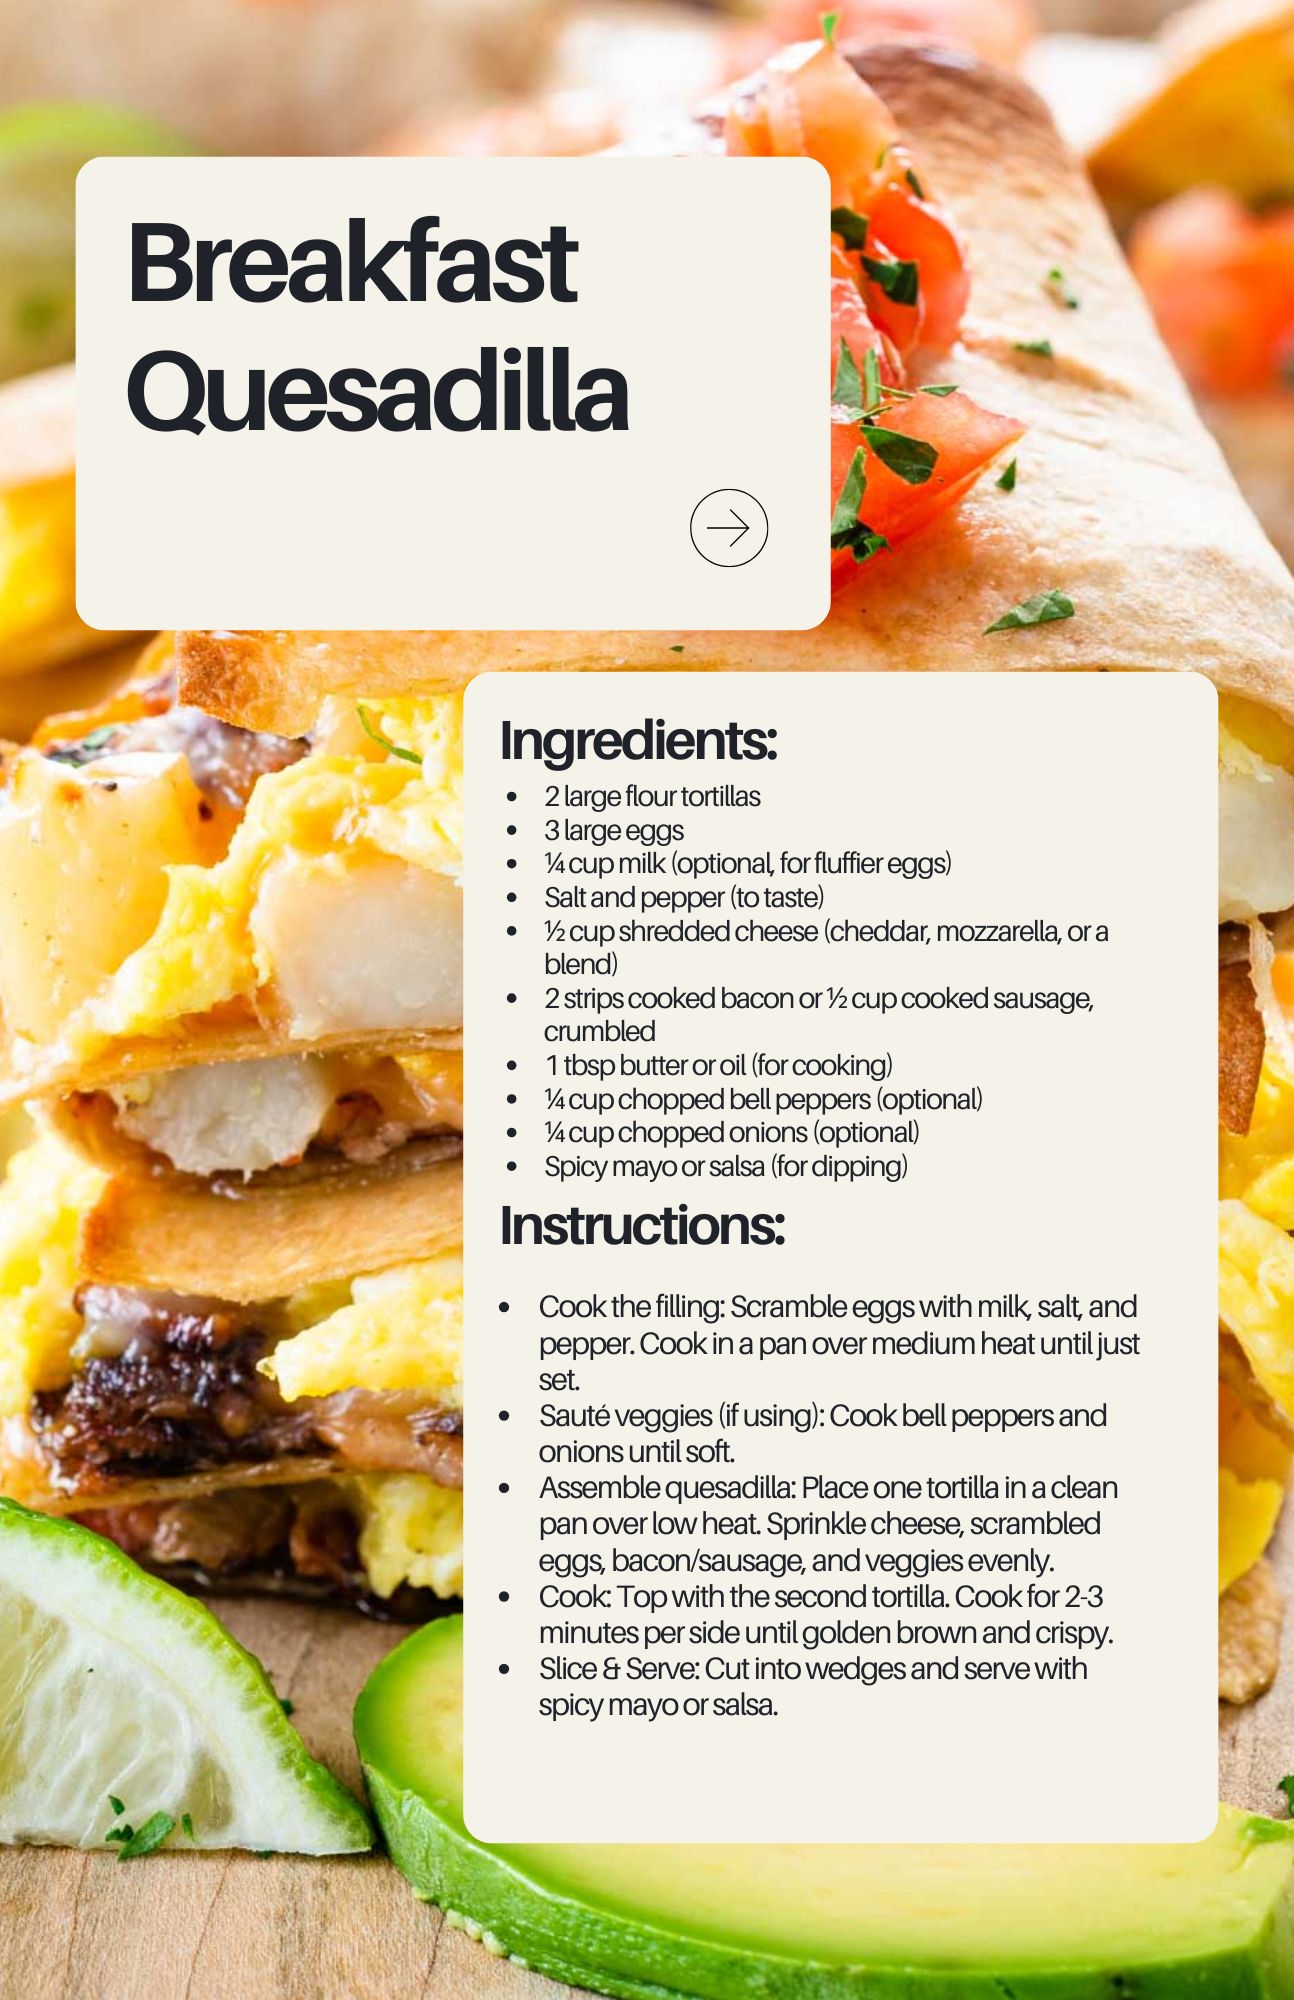 Breakfast
Quesadilla
Ingredients:
• 2 large flour tortillas
• 3 large eggs
• ¼ cup milk (optional, for fluffier eggs)
• Salt and pepper (to taste)
• ½ cup shredded cheese (cheddar, mozzarella, or a
blend)
• 2 strips cooked bacon or ½ cup cooked sausage,
crumbled
• 1 tbsp butter or oil (for cooking)
• ¼ cup chopped bell peppers (optional)
• ¼ cup chopped onions (optional)
• Spicy mayo or salsa (for dipping)
Instructions:
• Cook the filling: Scramble eggs with milk, salt, and
pepper. Cook in a pan over medium heat until just
set.
• Sauté veggies (if using): Cook bell peppers and
onions until soft.
• Assemble quesadilla: Place one tortilla in a clean
pan over low heat. Sprinkle cheese, scrambled
eggs, bacon/sausage, and veggies evenly.
• Cook: Top with the second tortilla. Cook for 2-3
minutes per side until golden brown and crispy.
• Slice & Serve: Cut into wedges and serve with
spicy mayo or salsa.